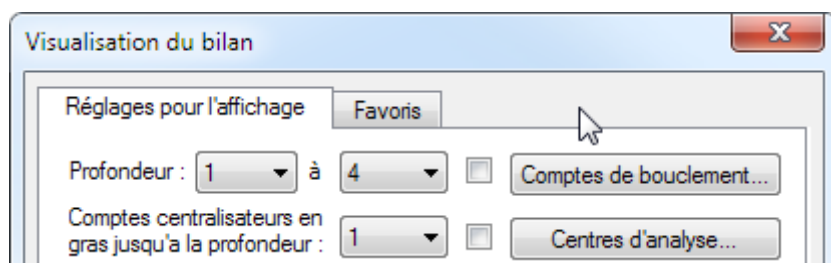 Visualisation du bilan
Réglages pour l'affichage Favoris
Profondeur : 1 à 4 Comptes de bouclement...
Comptes centralisateurs en
gras jusqu'a la profondeur : 1 Centres d'analyse...